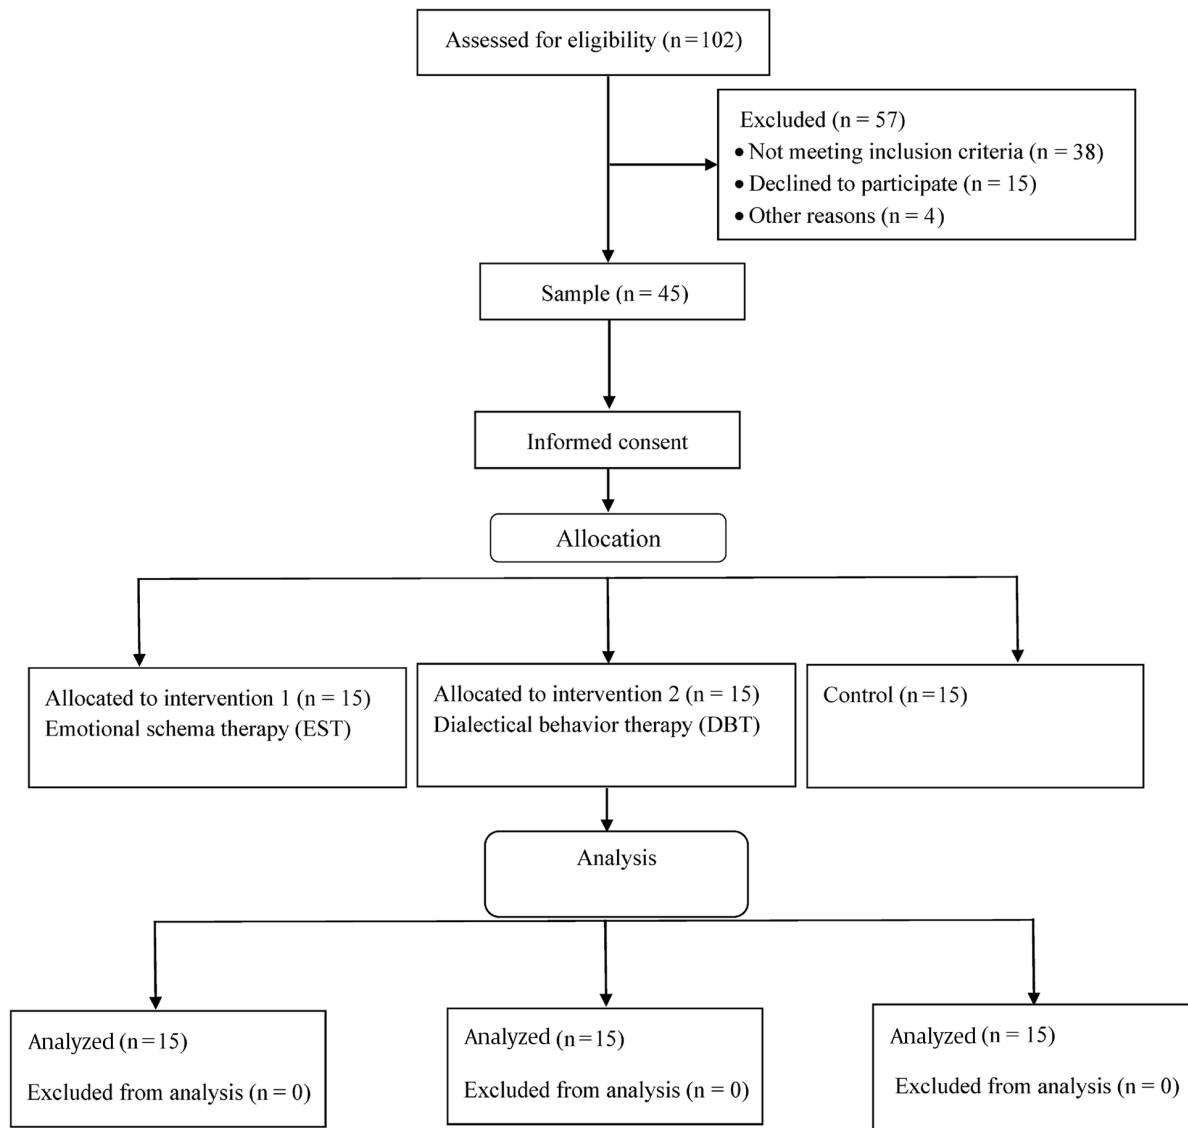 Assessed for eligibility (n = 102)
Excluded (n = 57)
• Not meeting inclusion criteria (n = 38)
• Declined to participate (n = 15)
• Other reasons (n = 4)
Sample (n = 45)
Informed consent
Allocation
Allocated to intervention 1 (n = 15)
Emotional schema therapy (EST)
Allocated to intervention 2 (n = 15)
Dialectical behavior therapy (DBT)
Control (n = 15)
Analysis
Analyzed (n = 15)
Excluded from analysis (n = 0)
Analyzed (n = 15)
Excluded from analysis (n = 0)
Analyzed (n = 15)
Excluded from analysis (n = 0)